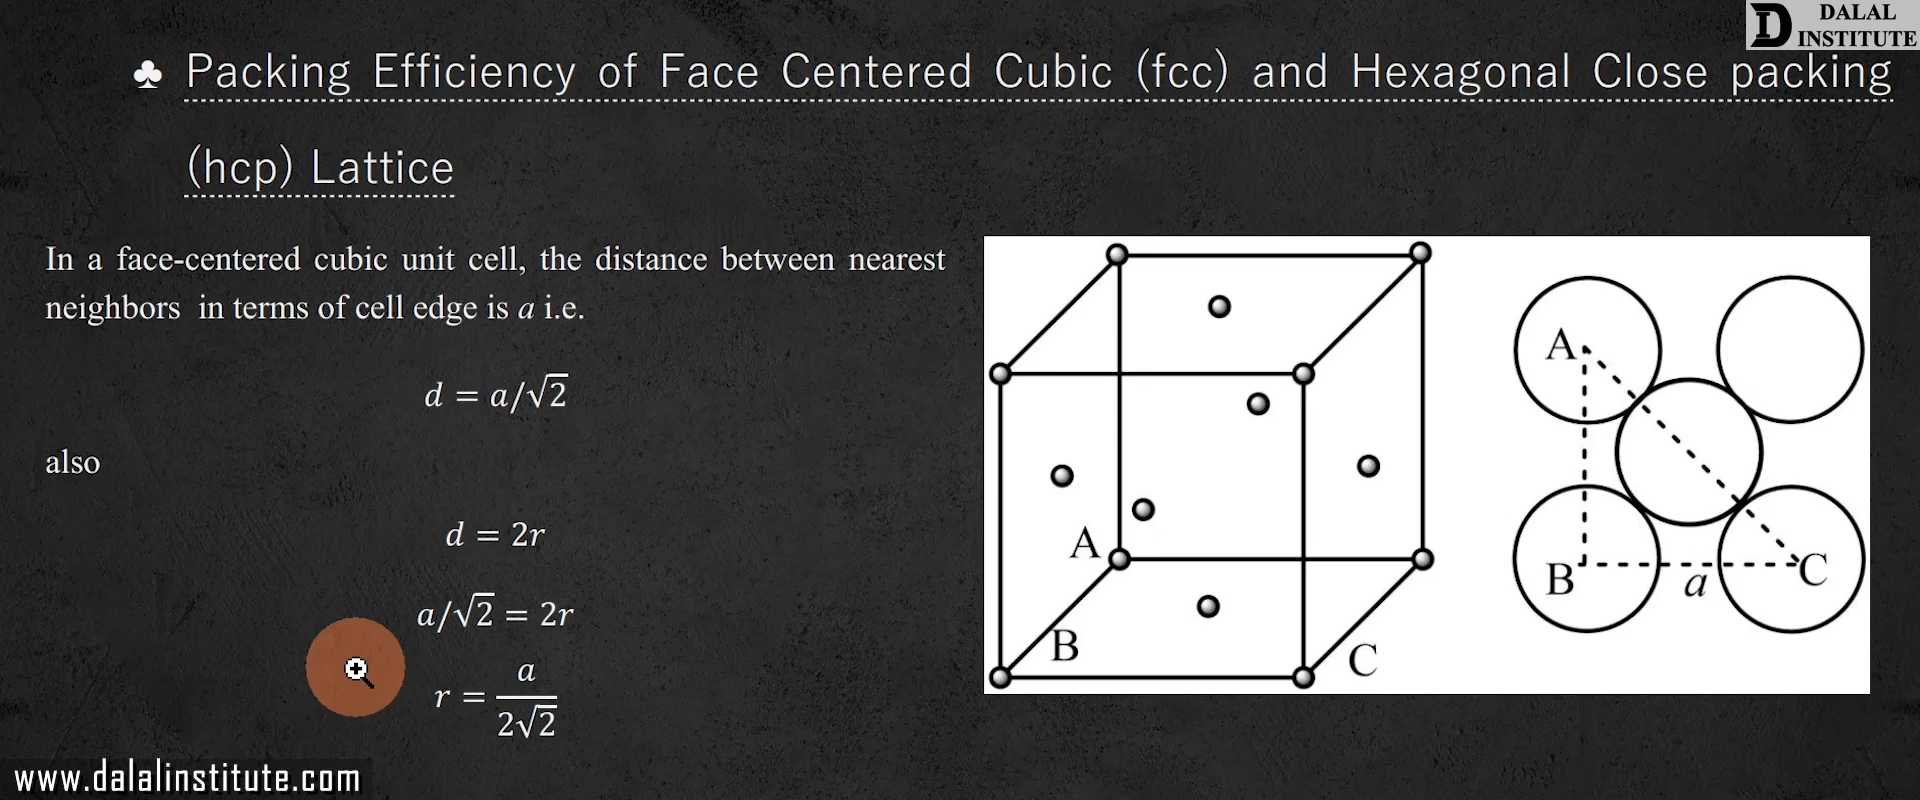 DALAL
INSTITUTE
♣ Packing Efficiency of Face Centered Cubic (fcc) and Hexagonal Close packing
(hcp) Lattice
In a face-centered cubic unit cell, the distance between nearest
neighbors in terms of cell edge is a i.e.
d = a/√2
also
d = 2r
a/√2 = 2r
r = a/2√2
A
B
C
A
B
a
C
www.dalalinstitute.com